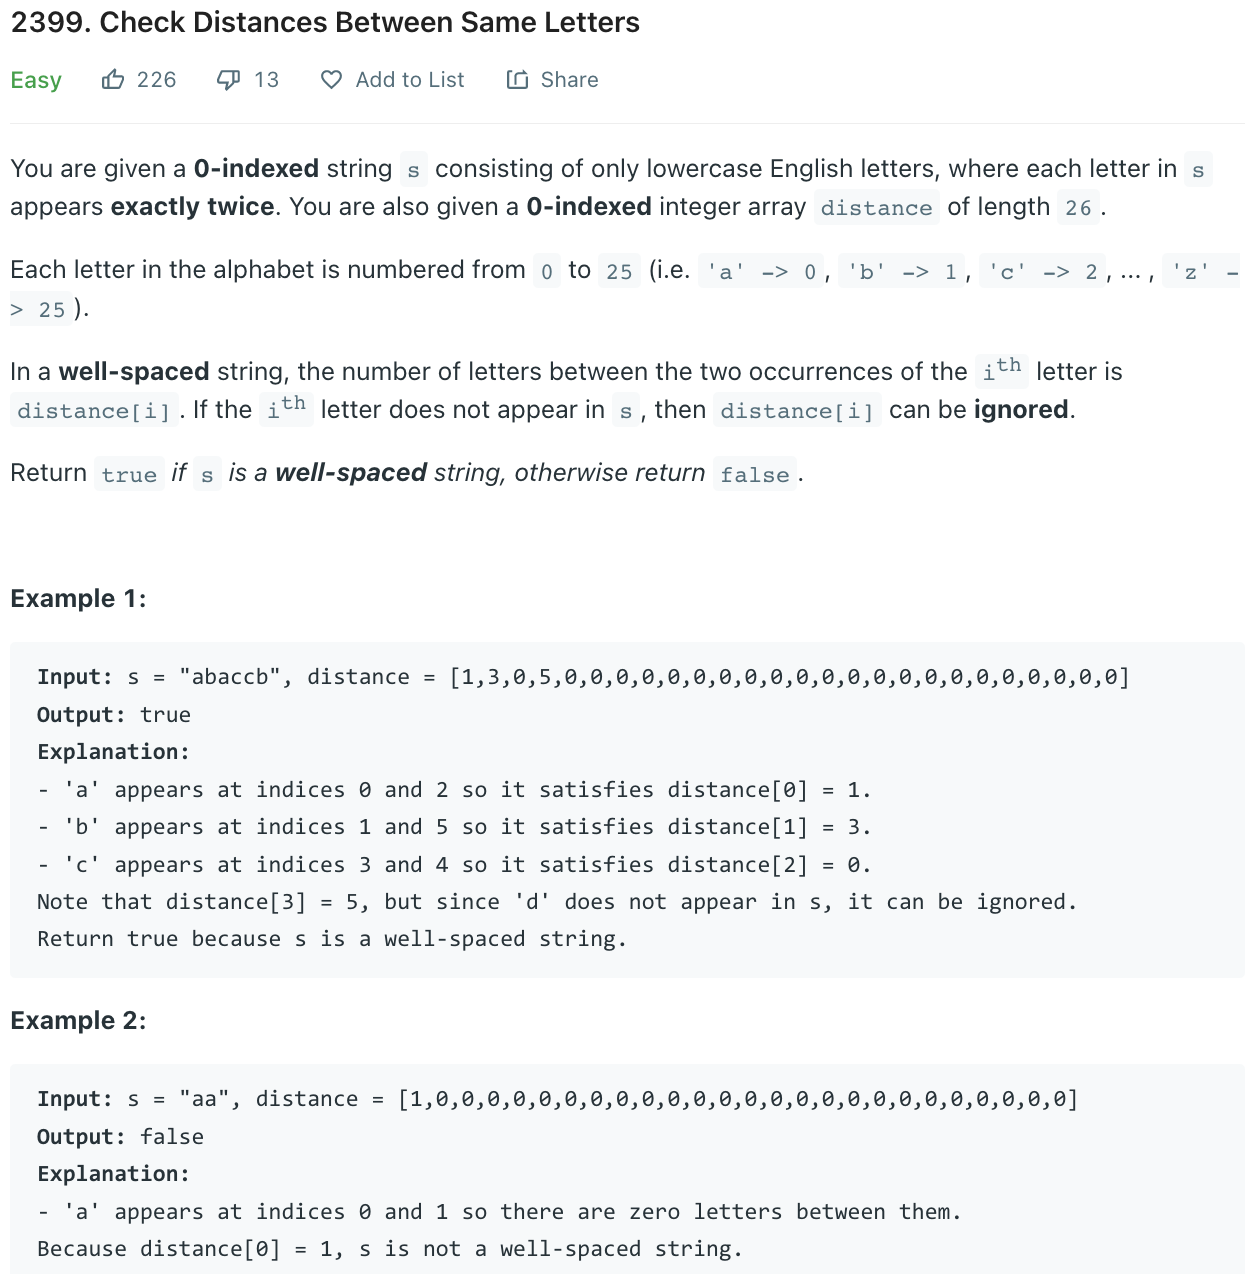 2399. Check Distances Between Same Letters
Easy 226 13 Add to List Share
You are given a 0-indexed string s consisting of only lowercase English letters, where each letter in s
appears exactly twice. You are also given a 0-indexed integer array distance of length 26.
Each letter in the alphabet is numbered from 0 to 25 (i.e. 'a' -> 0, 'b' -> 1, 'c' -> 2, ... , 'z' -
> 25).
In a well-spaced string, the number of letters between the two occurrences of the ith letter is
distance[i]. If the ith letter does not appear in s, then distance[i] can be ignored.
Return true if s is a well-spaced string, otherwise return false.
Example 1:
Input: s = "abaccb", distance = [1,3,0,5,0,0,0,0,0,0,0,0,0,0,0,0,0,0,0,0,0,0,0,0,0,0]
Output: true
Explanation:
- 'a' appears at indices 0 and 2 so it satisfies distance[0] = 1.
- 'b' appears at indices 1 and 5 so it satisfies distance[1] = 3.
- 'c' appears at indices 3 and 4 so it satisfies distance[2] = 0.
Note that distance[3] = 5, but since 'd' does not appear in s, it can be ignored.
Return true because s is a well-spaced string.
Example 2:
Input: s = "aa", distance = [1,0,0,0,0,0,0,0,0,0,0,0,0,0,0,0,0,0,0,0,0,0,0,0,0,0]
Output: false
Explanation:
- 'a' appears at indices 0 and 1 so there are zero letters between them.
Because distance[0] = 1, s is not a well-spaced string.